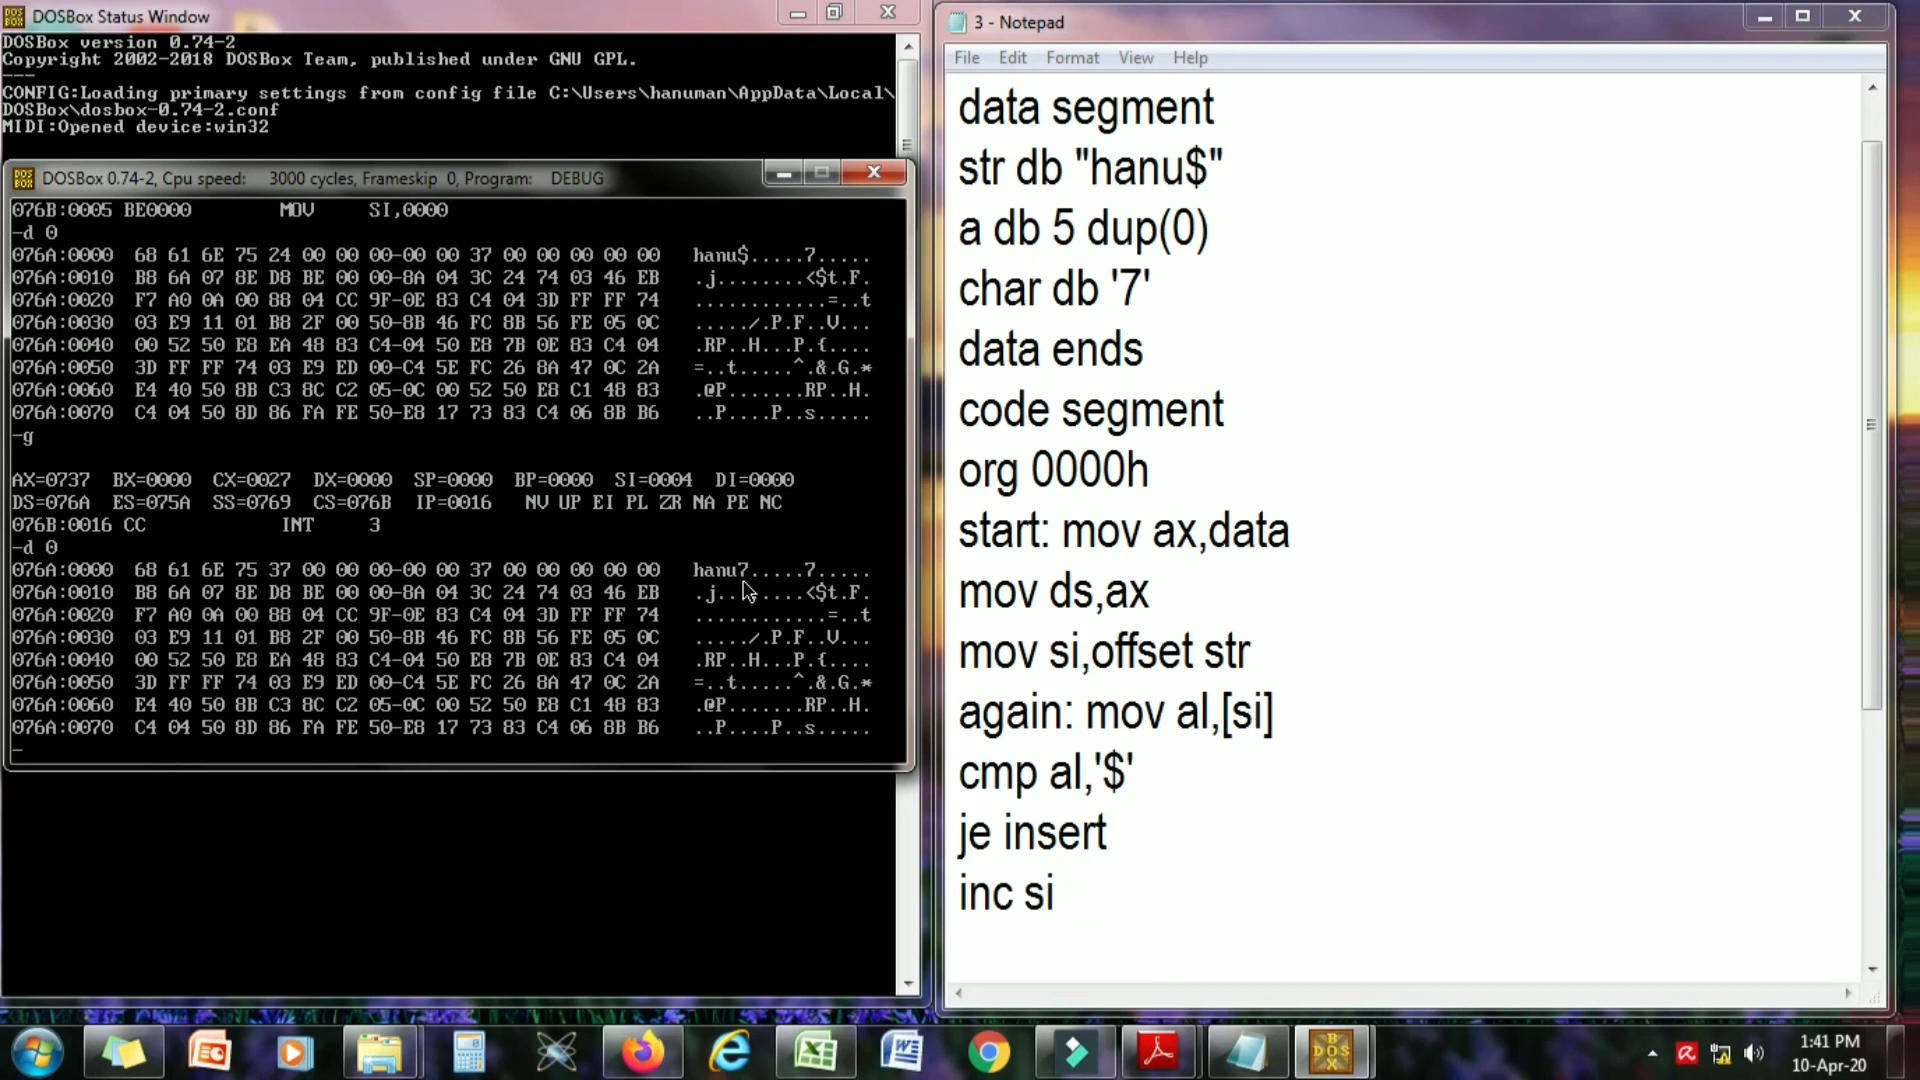 DOSBox Status Window
DOSBox version 0.74-2
Copyright 2002-2018 DOSBox Team, published under GNU GPL.
---
CONFIG:Loading primary settings from config file C:\Users\hanuman\AppData\Local\
DOSBox\dosbox-0.74-2.conf
MIDI:Opened device:win32
DOSBox 0.74-2, Cpu speed: 3000 cycles, Frameskip 0, Program: DEBUG
076B:0005 BE0000 MOV SI,0000
-d 0
076A:0000 68 61 6E 75 24 00 00 00-00 00 37 00 00 00 00 00 hanu$.....7.....
076A:0010 B8 6A 07 8E D8 BE 00 00-8A 04 3C 24 74 03 46 EB .j........<$t.F.
076A:0020 F7 A0 0A 00 88 04 CC 9F-0E 83 C4 04 3D FF FF 74 ............=..t
076A:0030 03 E9 11 01 B8 2F 00 50-8B 46 FC 8B 56 FE 05 0C ...../.P.F..V...
076A:0040 00 52 50 E8 EA 48 83 C4-04 50 E8 7B 0E 83 C4 04 .RP..H...P.{....
076A:0050 3D FF FF 74 03 E9 ED 00-C4 5E FC 26 8A 47 0C 2A =..t.....^.&.G.*
076A:0060 E4 40 50 8B C3 8C C2 05-0C 00 52 50 E8 C1 48 83 .@P.......RP..H.
076A:0070 C4 04 50 8D 86 FA FE 50-E8 17 73 83 C4 06 8B B6 ..P....P..s.....
-g
AX=0737 BX=0000 CX=0027 DX=0000 SP=0000 BP=0000 SI=0004 DI=0000
DS=076A ES=075A SS=0769 CS=076B IP=0016 NV UP EI PL ZR NA PE NC
076B:0016 CC INT 3
-d 0
076A:0000 68 61 6E 75 37 00 00 00-00 00 37 00 00 00 00 00 hanu7.....7.....
076A:0010 B8 6A 07 8E D8 BE 00 00-8A 04 3C 24 74 03 46 EB .j........<$t.F.
076A:0020 F7 A0 0A 00 88 04 CC 9F-0E 83 C4 04 3D FF FF 74 ............=..t
076A:0030 03 E9 11 01 B8 2F 00 50-8B 46 FC 8B 56 FE 05 0C ...../.P.F..V...
076A:0040 00 52 50 E8 EA 48 83 C4-04 50 E8 7B 0E 83 C4 04 .RP..H...P.{....
076A:0050 3D FF FF 74 03 E9 ED 00-C4 5E FC 26 8A 47 0C 2A =..t.....^.&.G.*
076A:0060 E4 40 50 8B C3 8C C2 05-0C 00 52 50 E8 C1 48 83 .@P.......RP..H.
076A:0070 C4 04 50 8D 86 FA FE 50-E8 17 73 83 C4 06 8B B6 ..P....P..s.....
-
3 - Notepad
File Edit Format View Help
data segment
str db "hanu$"
a db 5 dup(0)
char db '7'
data ends
code segment
org 0000h
start: mov ax,data
mov ds,ax
mov si,offset str
again: mov al,[si]
cmp al,'$'
je insert
inc si
1:41 PM
10-Apr-20